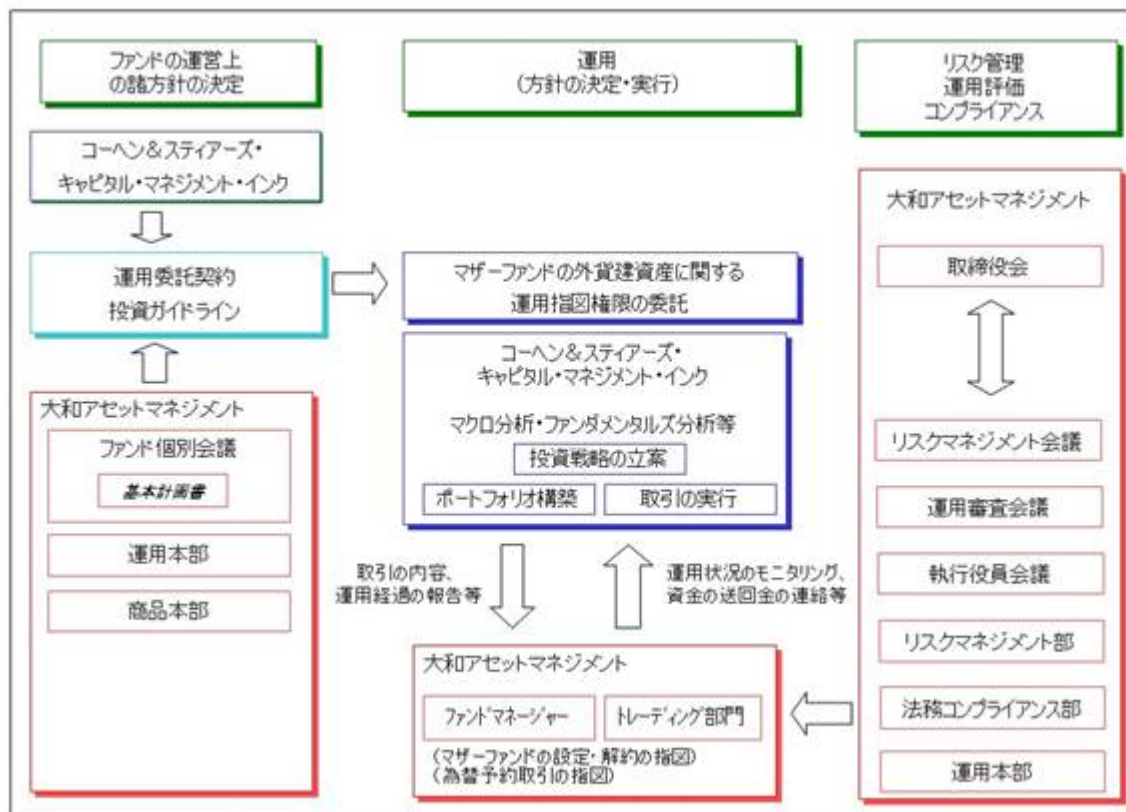 ファンドの運営上
の諸方針の決定
運用
(方針の決定・実行)
リスク管理
運用評価
コンプライアンス
コーヘン&スティアーズ・
キャピタル・マネジメント・インク
運用委託契約
投資ガイドライン
大和アセットマネジメント
ファンド個別会議
基本計画書
運用本部
商品本部
マザーファンドの外貨建資産に関する
運用指図権限の委託
コーヘン&スティアーズ・
キャピタル・マネジメント・インク
マクロ分析・ファンダメンタルズ分析等
投資戦略の立案
ポートフォリオ構築
取引の実行
取引の内容、
運用経過の報告等
運用状況のモニタリング、
資金の送回金の連絡等
大和アセットマネジメント
ファンドマネージャー
トレーディング部門
(マザーファンドの設定・解約の指図)
(為替予約取引の指図)
大和アセットマネジメント
取締役会
リスクマネジメント会議
運用審査会議
執行役員会議
リスクマネジメント部
法務コンプライアンス部
運用本部